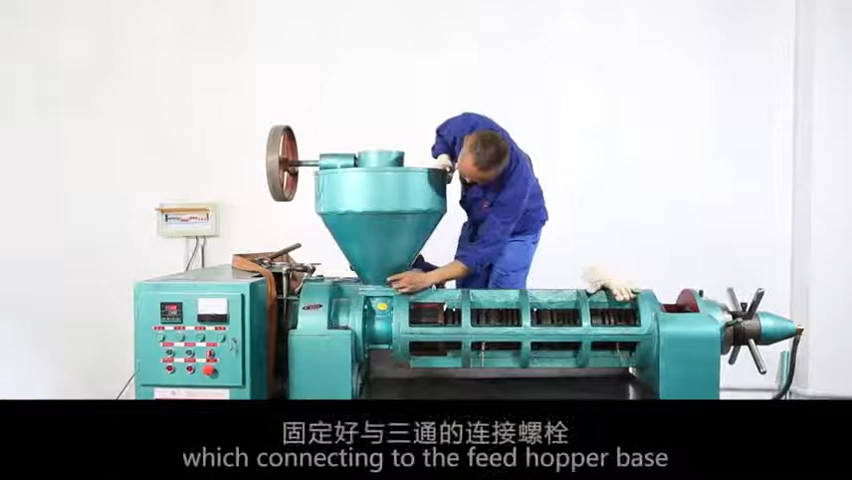 固定好与三通的连接螺栓
which connecting to the feed hopper base